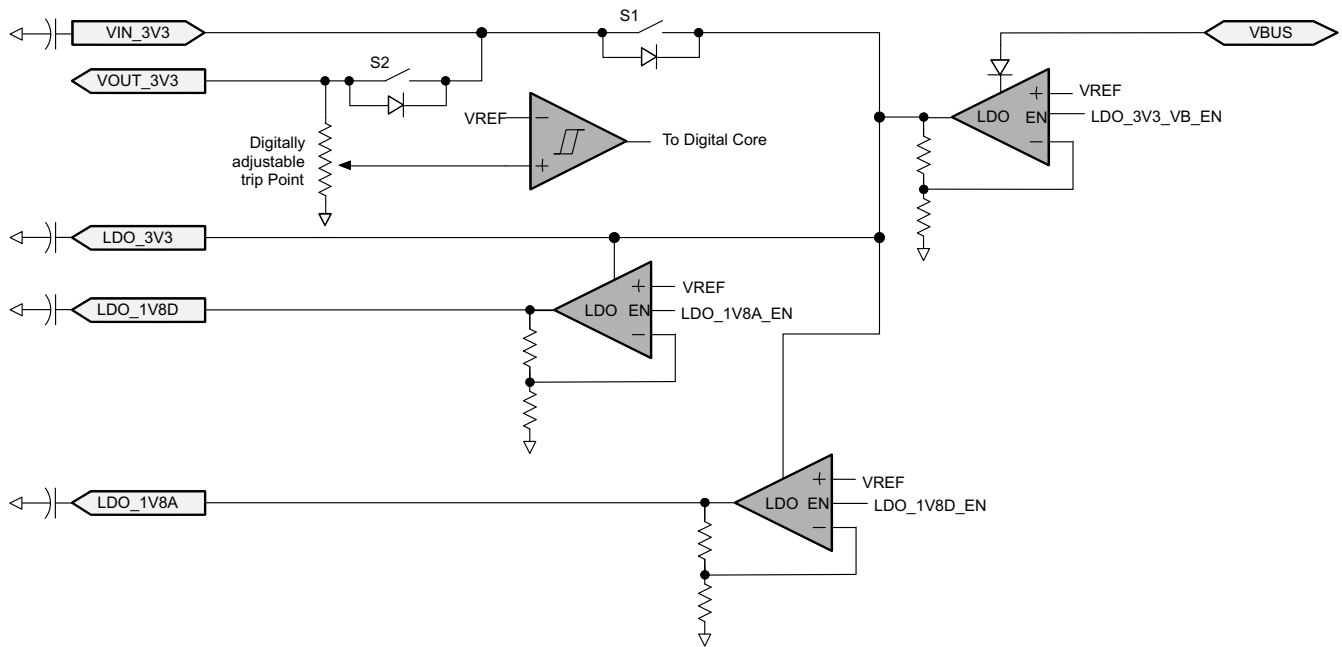 S1
VIN_3V3
VBUS
S2
VOUT_3V3
VREF
+
LDO EN
LDO_3V3_VB_EN
−
VREF
−
To Digital Core
+
Digitally
adjustable
trip Point
LDO_3V3
+
VREF
LDO_1V8D
LDO EN
LDO_1V8A_EN
−
+
VREF
LDO_1V8A
LDO EN
LDO_1V8D_EN
−